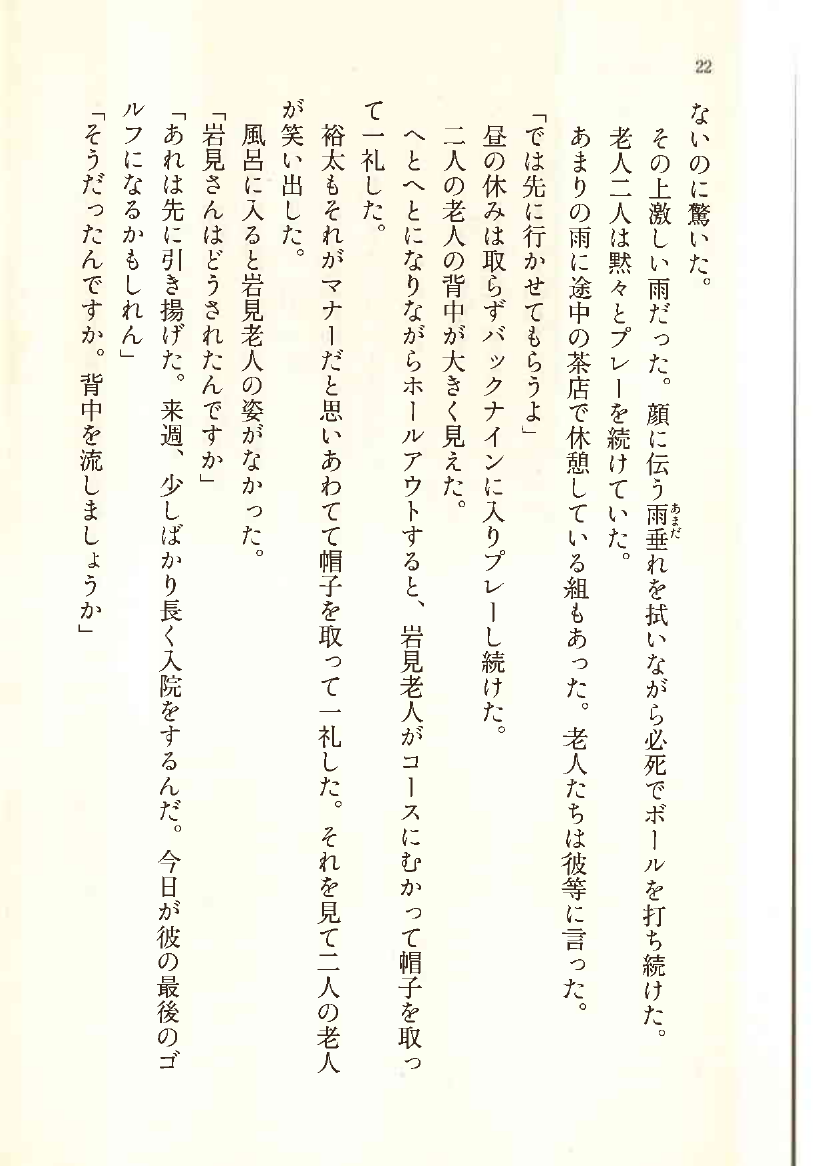 22
ないのに驚いた。
その上激しい雨だった。顔に伝う雨垂れを拭いながら必死でボールを打ち続けた。
あまだ
老人二人は黙々とプレーを続けていた。
あまりの雨に途中の茶店で休憩している組もあった。老人たちは彼等に言った。
「では先に行かせてもらうよ」
昼の休みは取らずバックナインに入りプレーし続けた。
二人の老人の背中が大きく見えた。
へとへとになりながらホールアウトすると、岩見老人がコースにむかって帽子を取っ
て一礼した。
裕太もそれがマナーだと思いあわてて帽子を取って一礼した。それを見て二人の老人
が笑い出した。
風呂に入ると岩見老人の姿がなかった。
「岩見さんはどうされたんですか」
「あれは先に引き揚げた。来週、少しばかり長く入院をするんだ。今日が彼の最後のゴ
ルフになるかもしれん」
「そうだったんですか。背中を流しましょうか」